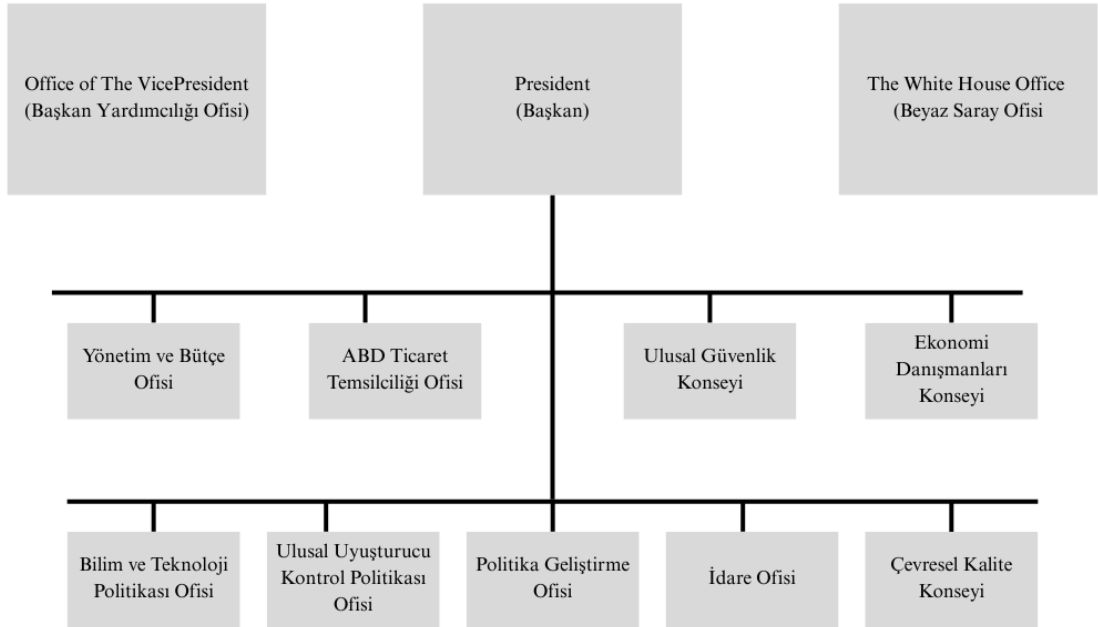 Office of The VicePresident
(Başkan Yardımcılığı Ofisi)
President
(Başkan)
The White House Office
(Beyaz Saray Ofisi
Yönetim ve Bütçe
Ofisi
ABD Ticaret
Temsilciliği Ofisi
Ulusal Güvenlik
Konseyi
Ekonomi
Danışmanları
Konseyi
Bilim ve Teknoloji
Politikası Ofisi
Ulusal Uyuşturucu
Kontrol Politikası
Ofisi
Politika Geliştirme
Ofisi
İdare Ofisi
Çevresel Kalite
Konseyi